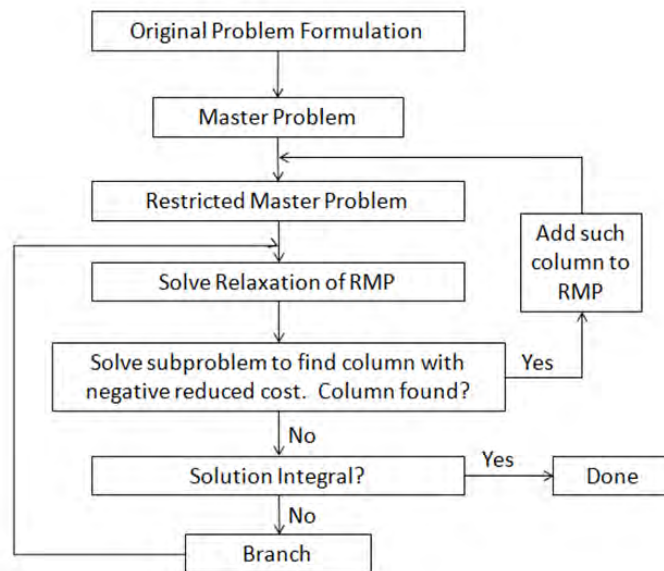 Original Problem Formulation
Master Problem
Restricted Master Problem
Add such
column to
RMP
Solve Relaxation of RMP
Solve subproblem to find column with
negative reduced cost.  Column found?
Yes
No
Solution Integral?
Yes
Done
No
Branch